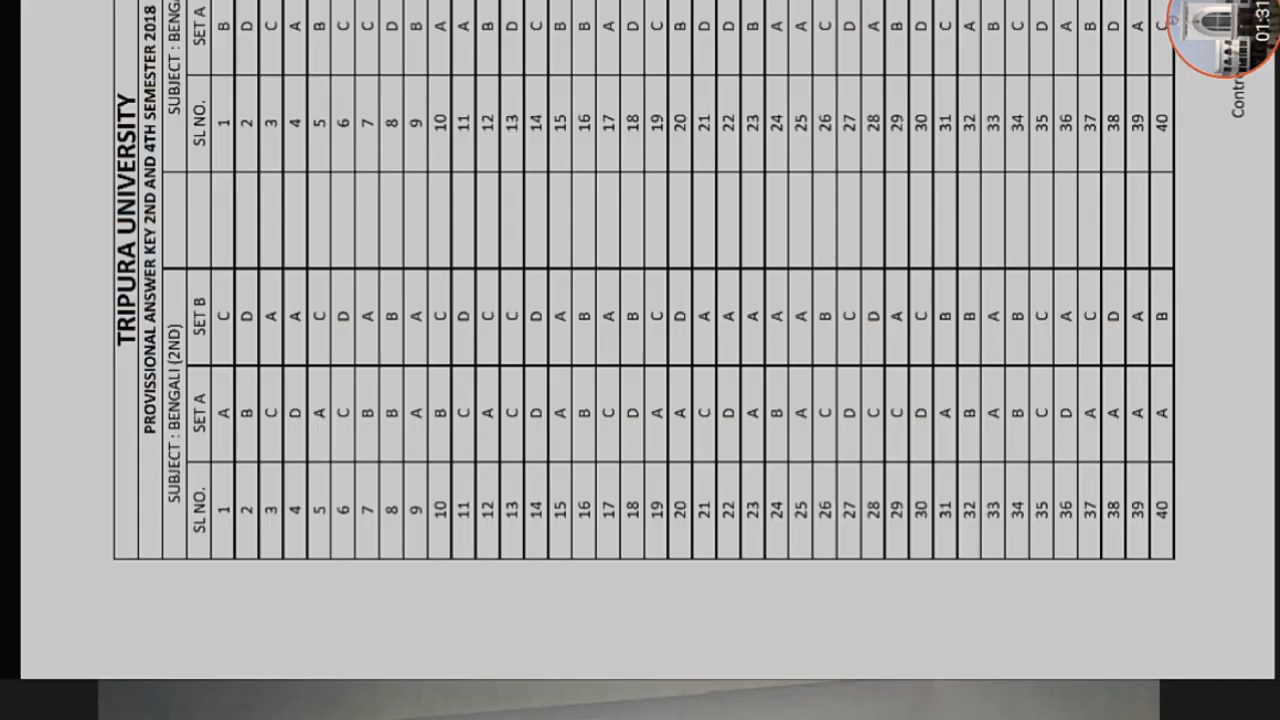 TRIPURA UNIVERSITY
PROVISSIONAL ANSWER KEY 2ND AND 4TH SEMESTER 2018
SUBJECT : BENGALI (2ND) SUBJECT :
SL NO. SET A SET B SL NO. SET A
1 A C 1 B
2 B D 2 D
3 C A 3 C
4 D A 4 A
5 A C 5 B
6 C D 6 C
7 B A 7 C
8 B B 8 D
9 A A 9 B
10 B C 10 A
11 C D 11 A
12 A C 12 B
13 C C 13 D
14 D D 14 C
15 A A 15 B
16 B B 16 B
17 C A 17 A
18 D B 18 D
19 A C 19 C
20 A D 20 B
21 C A 21 D
22 D A 22 D
23 A A 23 B
24 B A 24 A
25 A A 25 A
26 C B 26 C
27 D C 27 D
28 C D 28 A
29 C A 29 B
30 D C 30 D
31 A B 31 C
32 B B 32 A
33 A A 33 B
34 B B 34 C
35 C C 35 D
36 D A 36 A
37 A C 37 B
38 A D 38 D
39 A A 39 A
40 A B 40 C
01:31